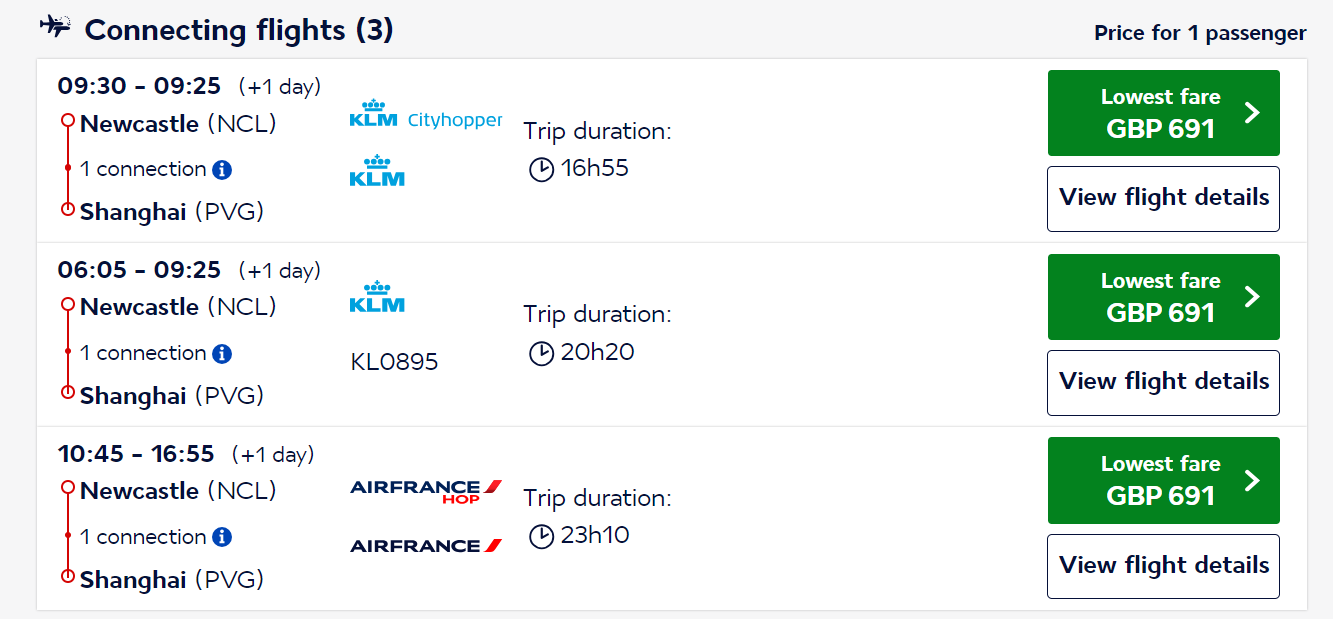 Connecting flights (3)
Price for 1 passenger
09:30 - 09:25 (+1 day)
Newcastle (NCL)
1 connection i
Shanghai (PVG)
KLM Cityhopper
KLM
Trip duration:
16h55
Lowest fare
GBP 691
View flight details
06:05 - 09:25 (+1 day)
Newcastle (NCL)
1 connection i
Shanghai (PVG)
KLM
KL0895
Trip duration:
20h20
Lowest fare
GBP 691
View flight details
10:45 - 16:55 (+1 day)
Newcastle (NCL)
1 connection i
Shanghai (PVG)
AIRFRANCE
HOP
AIRFRANCE
Trip duration:
23h10
Lowest fare
GBP 691
View flight details